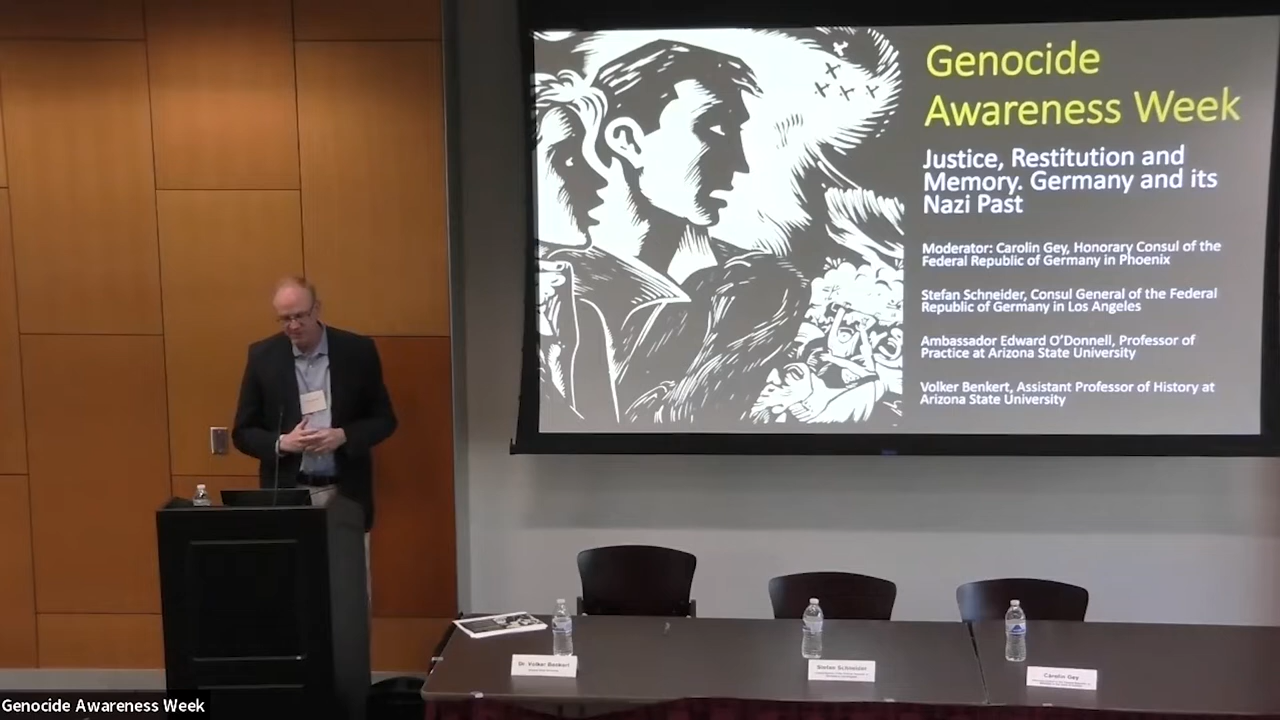 Genocide
Awareness Week
Justice, Restitution and
Memory. Germany and its
Nazi Past
Moderator: Carolin Gey, Honorary Consul of the
Federal Republic of Germany in Phoenix
Stefan Schneider, Consul General of the Federal
Republic of Germany in Los Angeles
Ambassador Edward O'Donnell, Professor of
Practice at Arizona State University
Volker Benkert, Assistant Professor of History at
Arizona State University
Dr. Volker Benkert
Stefan Schneider
Carolin Gey
Genocide Awareness Week